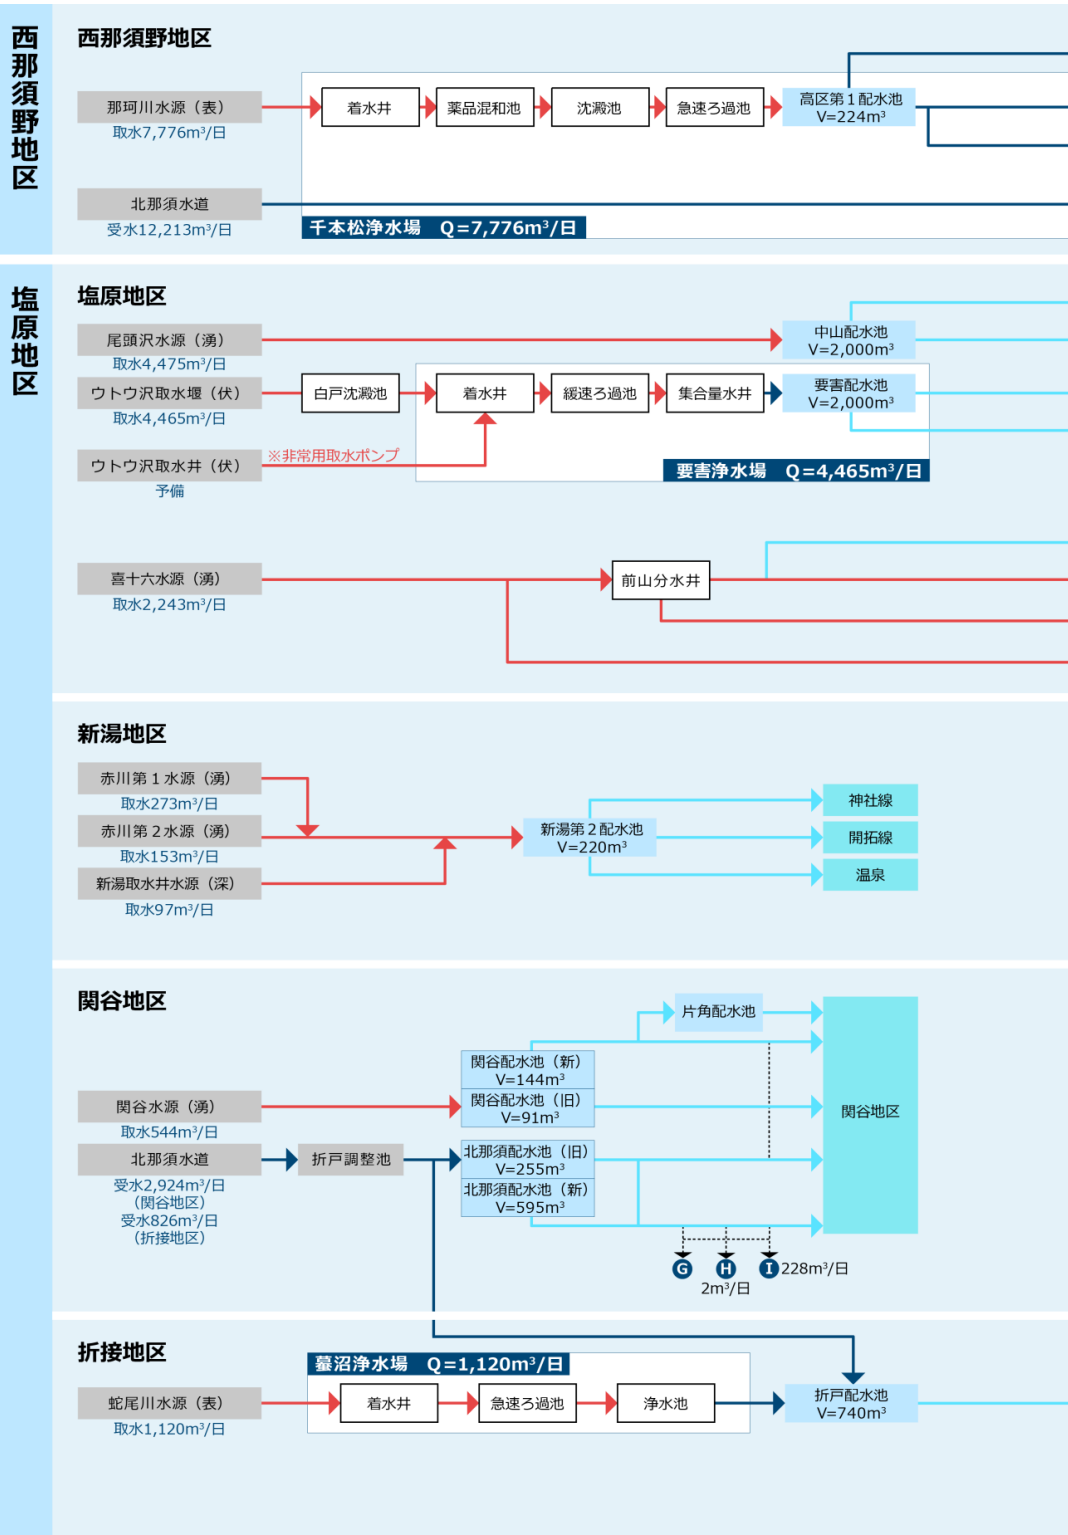 西那須野地区
西那須野地区
那珂川水源（表）
取水7,776m³/日
着水井
薬品混和池
沈澱池
急速ろ過池
高区第１配水池
V=224m³
北那須水道
受水12,213m³/日
千本松浄水場　Q=7,776m³/日
塩原地区
塩原地区
尾頭沢水源（湧）
取水4,475m³/日
中山配水池
V=2,000m³
ウトウ沢取水堰（伏）
取水4,465m³/日
白戸沈澱池
着水井
緩速ろ過池
集合量水井
要害配水池
V=2,000m³
ウトウ沢取水井（伏）
予備
※非常用取水ポンプ
要害浄水場　Q=4,465m³/日
喜十六水源（湧）
取水2,243m³/日
前山分水井
新湯地区
赤川第１水源（湧）
取水273m³/日
赤川第２水源（湧）
取水153m³/日
新湯取水井水源（深）
取水97m³/日
新湯第２配水池
V=220m³
神社線
開拓線
温泉
関谷地区
片角配水池
関谷配水池（新）
V=144m³
関谷水源（湧）
取水544m³/日
関谷配水池（旧）
V=91m³
関谷地区
北那須水道
受水2,924m³/日
（関谷地区）
受水826m³/日
（折接地区）
折戸調整池
北那須配水池（旧）
V=255m³
北那須配水池（新）
V=595m³
G
H
I
228m³/日
2m³/日
折接地区
蟇沼浄水場　Q=1,120m³/日
蛇尾川水源（表）
取水1,120m³/日
着水井
急速ろ過池
浄水池
折戸配水池
V=740m³